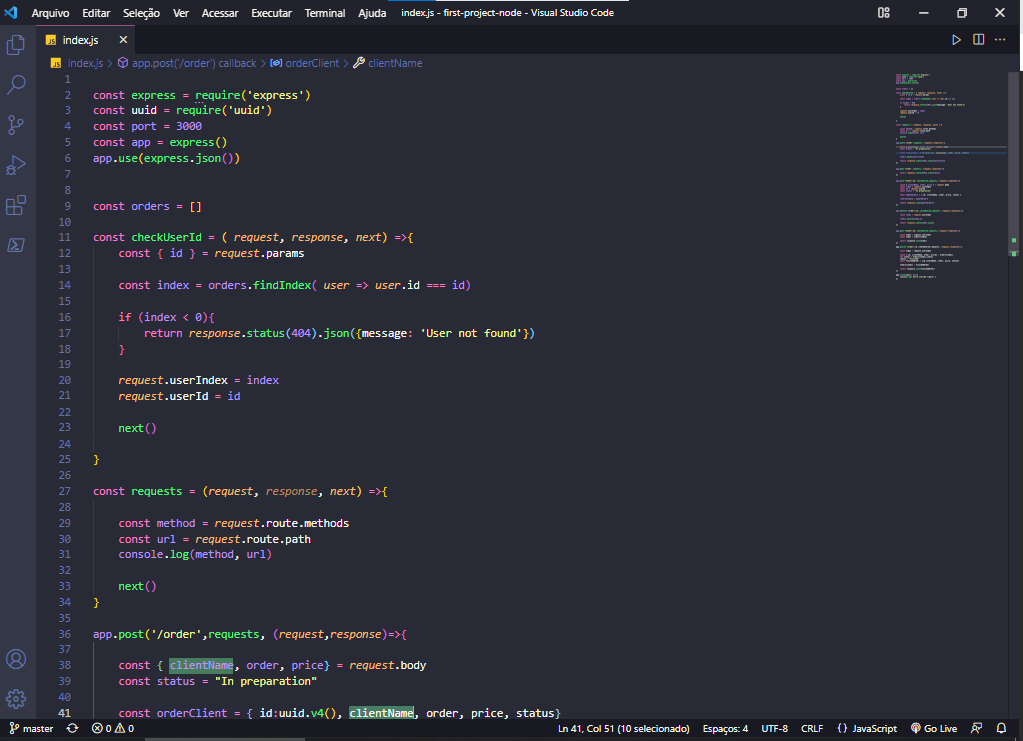 Arquivo Editar Seleção Ver Acessar Executar Terminal Ajuda index.js - first-project-node - Visual Studio Code
JS index.js
JS index.js > app.post('/order') callback > orderClient > clientName
1
2 const express = require('express')
3 const uuid = require('uuid')
4 const port = 3000
5 const app = express()
6 app.use(express.json())
7
8
9 const orders = []
10
11 const checkUserId = ( request, response, next) =>{
12 const { id } = request.params
13
14 const index = orders.findIndex( user => user.id === id)
15
16 if (index < 0){
17 return response.status(404).json({message: 'User not found'})
18 }
19
20 request.userIndex = index
21 request.userId = id
22
23 next()
24
25 }
26
27 const requests = (request, response, next) =>{
28
29 const method = request.route.methods
30 const url = request.route.path
31 console.log(method, url)
32
33 next()
34 }
35
36 app.post('/order',requests, (request,response)=>{
37
38 const { clientName, order, price} = request.body
39 const status = "In preparation"
40
41 const orderClient = { id:uuid.v4(), clientName, order, price, status}
master 0 0 Ln 41, Col 51 (10 selecionado) Espaços: 4 UTF-8 CRLF {} JavaScript Go Live